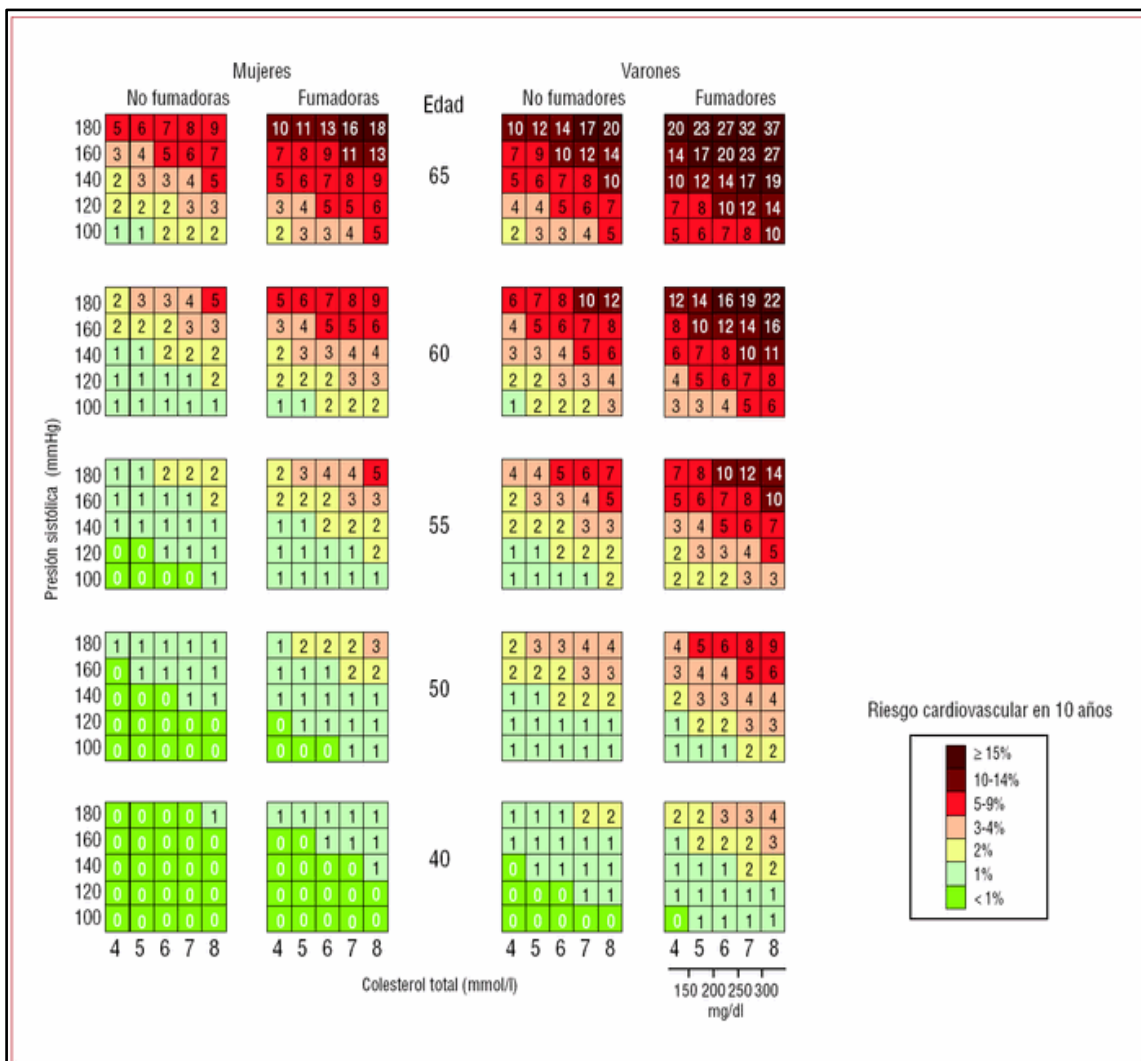 Mujeres Varones
No fumadoras Fumadoras Edad No fumadores Fumadores
180 5 6 7 8 9 10 11 13 16 18 10 12 14 17 20 20 23 27 32 37
160 3 4 5 6 7 7 8 9 11 13 7 9 10 12 14 14 17 20 23 27
140 2 3 3 4 5 5 6 7 8 9 65 5 6 7 8 10 10 12 14 17 19
120 2 2 2 3 3 3 4 5 5 6 4 4 5 6 7 7 8 10 12 14
100 1 1 2 2 2 2 3 3 4 5 2 3 3 4 5 5 6 7 8 10
180 2 3 3 4 5 5 6 7 8 9 6 7 8 10 12 12 14 16 19 22
160 2 2 2 3 3 3 4 5 5 6 4 5 6 7 8 8 10 12 14 16
140 1 1 2 2 2 2 3 3 4 4 60 3 3 4 5 6 6 7 8 10 11
120 1 1 1 1 2 2 2 2 3 3 2 2 3 3 4 4 5 6 7 8
100 1 1 1 1 1 1 1 2 2 2 1 2 2 2 3 3 3 4 5 6
Presión sistólica (mmHg)
180 1 1 2 2 2 2 3 4 4 5 4 4 5 6 7 7 8 10 12 14
160 1 1 1 1 2 2 2 2 3 3 2 3 3 4 5 5 6 7 8 10
140 1 1 1 1 1 1 1 2 2 2 55 2 2 2 3 3 3 4 5 6 7
120 0 0 1 1 1 1 1 1 1 2 1 1 2 2 2 2 3 3 4 5
100 0 0 0 0 1 1 1 1 1 1 1 1 1 1 2 2 2 2 3 3
180 1 1 1 1 1 1 2 2 2 3 2 3 3 4 4 4 5 6 8 9
160 0 1 1 1 1 1 1 1 2 2 2 2 2 3 3 3 4 4 5 6
140 0 0 0 1 1 1 1 1 1 1 50 1 1 2 2 2 2 3 3 4 4
120 0 0 0 0 0 0 1 1 1 1 1 1 1 1 1 1 2 2 3 3
100 0 0 0 0 0 0 0 0 1 1 1 1 1 1 1 1 1 1 2 2
Riesgo cardiovascular en 10 años
≥ 15%
10-14%
5-9%
3-4%
2%
1%
< 1%
180 0 0 0 0 1 1 1 1 1 1 1 1 1 2 2 2 2 3 3 4
160 0 0 0 0 0 0 0 1 1 1 1 1 1 1 1 1 2 2 2 3
140 0 0 0 0 0 0 0 0 0 1 40 0 1 1 1 1 1 1 1 2 2
120 0 0 0 0 0 0 0 0 0 0 0 0 0 1 1 1 1 1 1 1
100 0 0 0 0 0 0 0 0 0 0 0 0 0 0 0 0 1 1 1 1
4 5 6 7 8 4 5 6 7 8 4 5 6 7 8 4 5 6 7 8
Colesterol total (mmol/l)
150 200 250 300
mg/dl